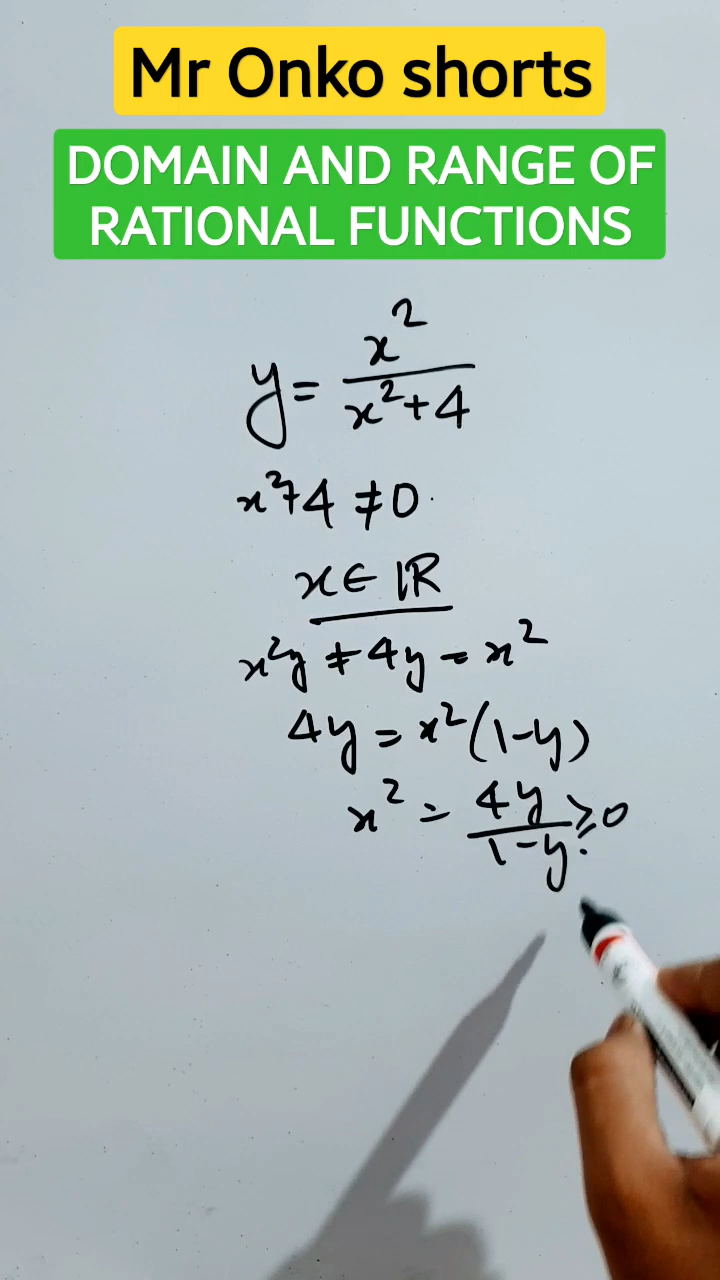 Mr Onko shorts
DOMAIN AND RANGE OF
RATIONAL FUNCTIONS
y = x²/(x²+4)
x²+4 ≠ 0
x ∈ ℝ
x²y + 4y = x²
4y = x²(1-y)
x² = 4y/(1-y) ≥ 0